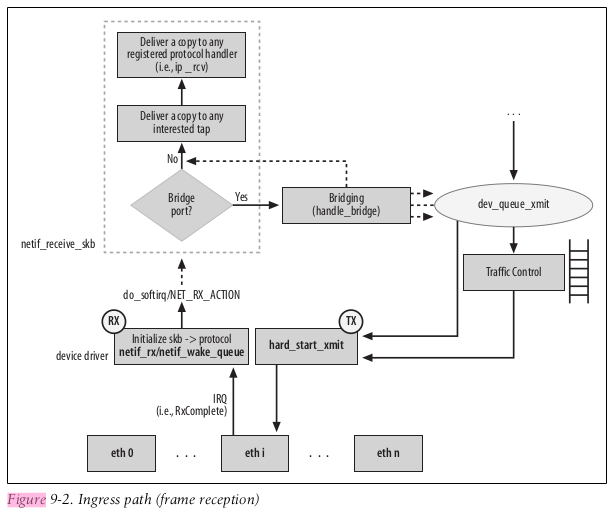 Deliver a copy to any
registered protocol handler
(i.e., ip_rcv)
Deliver a copy to any
interested tap
No
Bridge
port?
Yes
Bridging
(handle_bridge)
. . .
dev_queue_xmit
Traffic Control
netif_receive_skb
do_softirq/NET_RX_ACTION
RX
Initialize skb -> protocol
netif_rx/netif_wake_queue
device driver
TX
hard_start_xmit
IRQ
(i.e., RxComplete)
eth 0
. . .
eth i
. . .
eth n
Figure 9-2. Ingress path (frame reception)